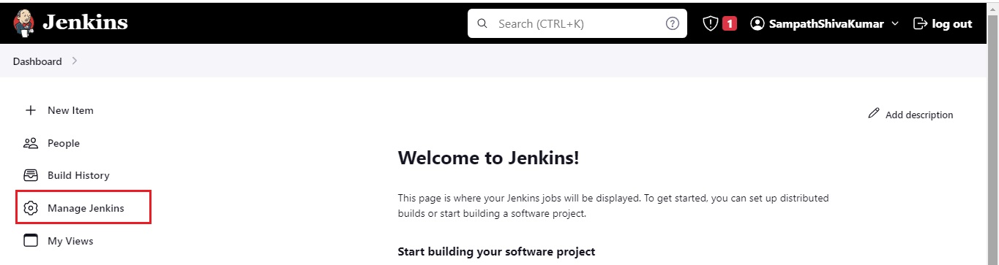 Jenkins
Search (CTRL+K)
1
SampathShivaKumar
log out
Dashboard
New Item
People
Build History
Manage Jenkins
My Views
Add description
Welcome to Jenkins!
This page is where your Jenkins jobs will be displayed. To get started, you can set up distributed
builds or start building a software project.
Start building your software project